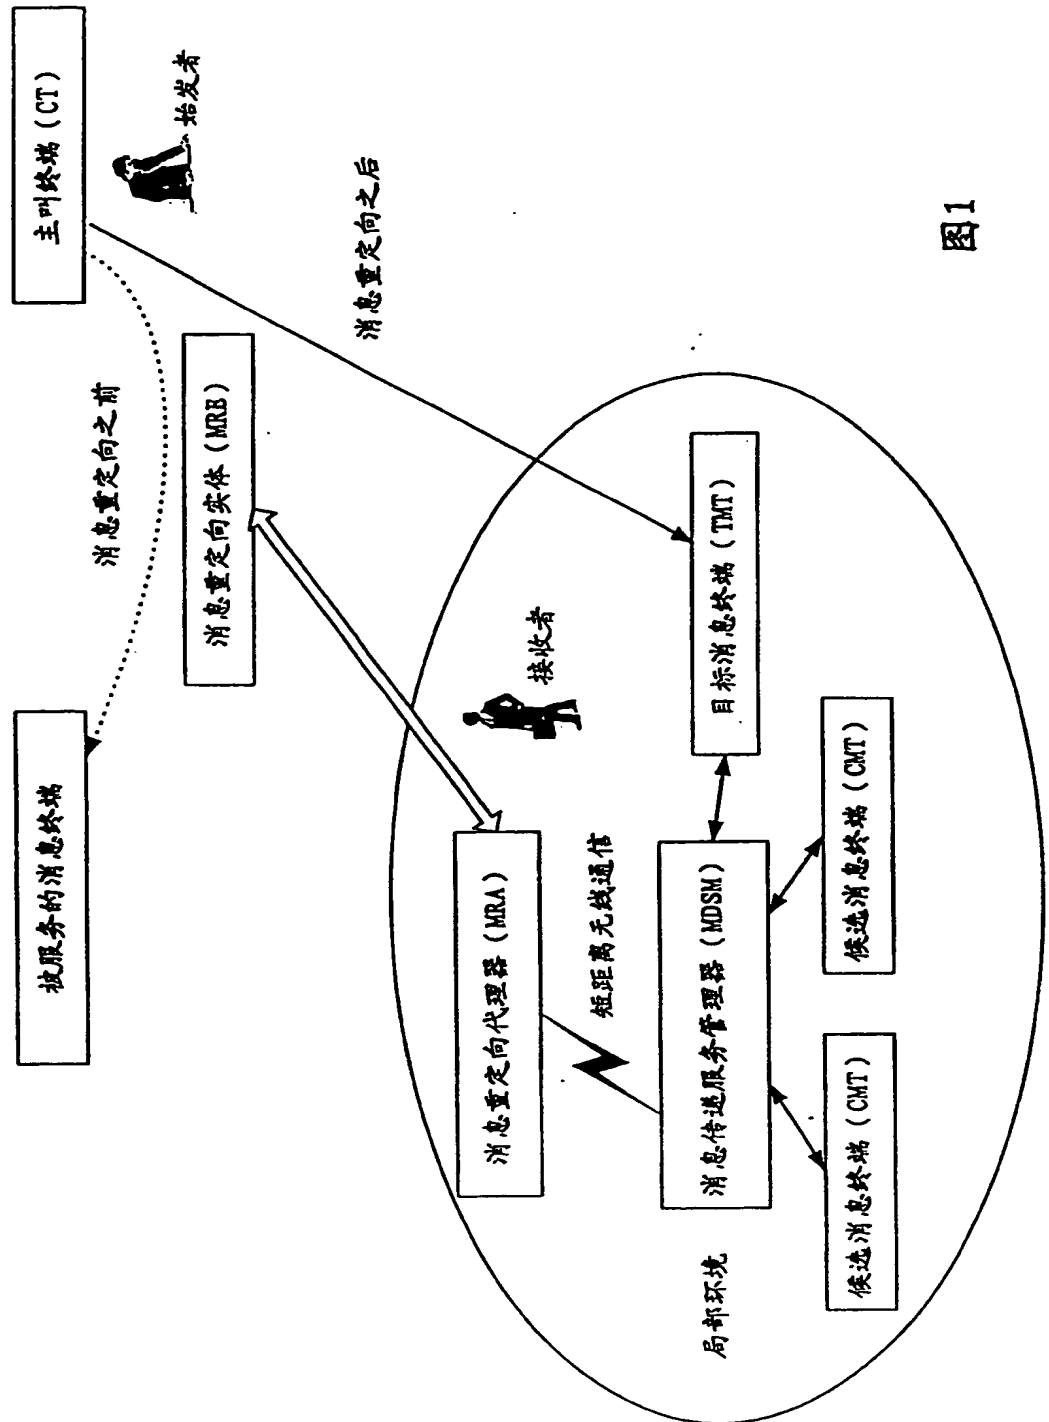 被服务的消息终端
主叫终端（CT）
消息重定向之前
始发者
消息重定向实体（MRB）
消息重定向之后
消息重定向代理器（MRA）
接收者
短距离无线通信
局部环境
消息传递服务管理器（MDSM）
目标消息终端（TMT）
候选消息终端（CMT）
候选消息终端（CMT）
图1